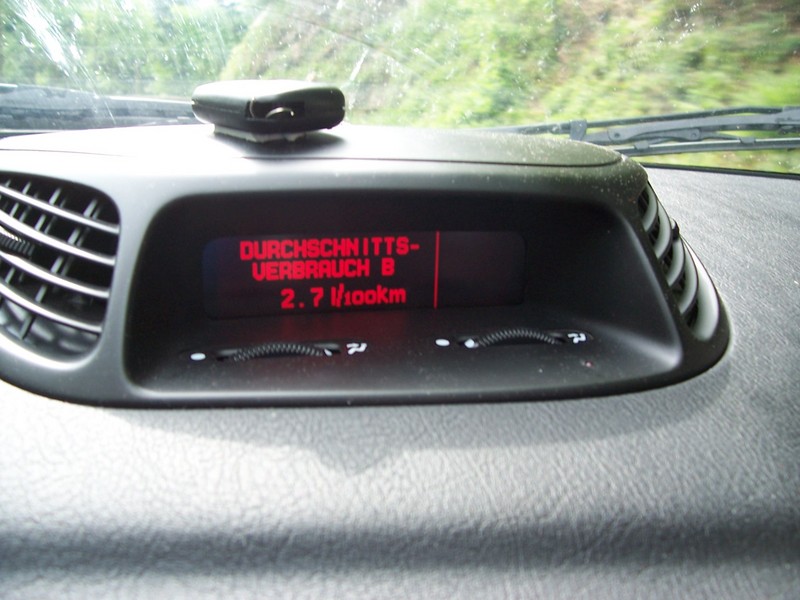 DURCHSCHNITTS-
VERBRAUCH B
2.7 l/100km